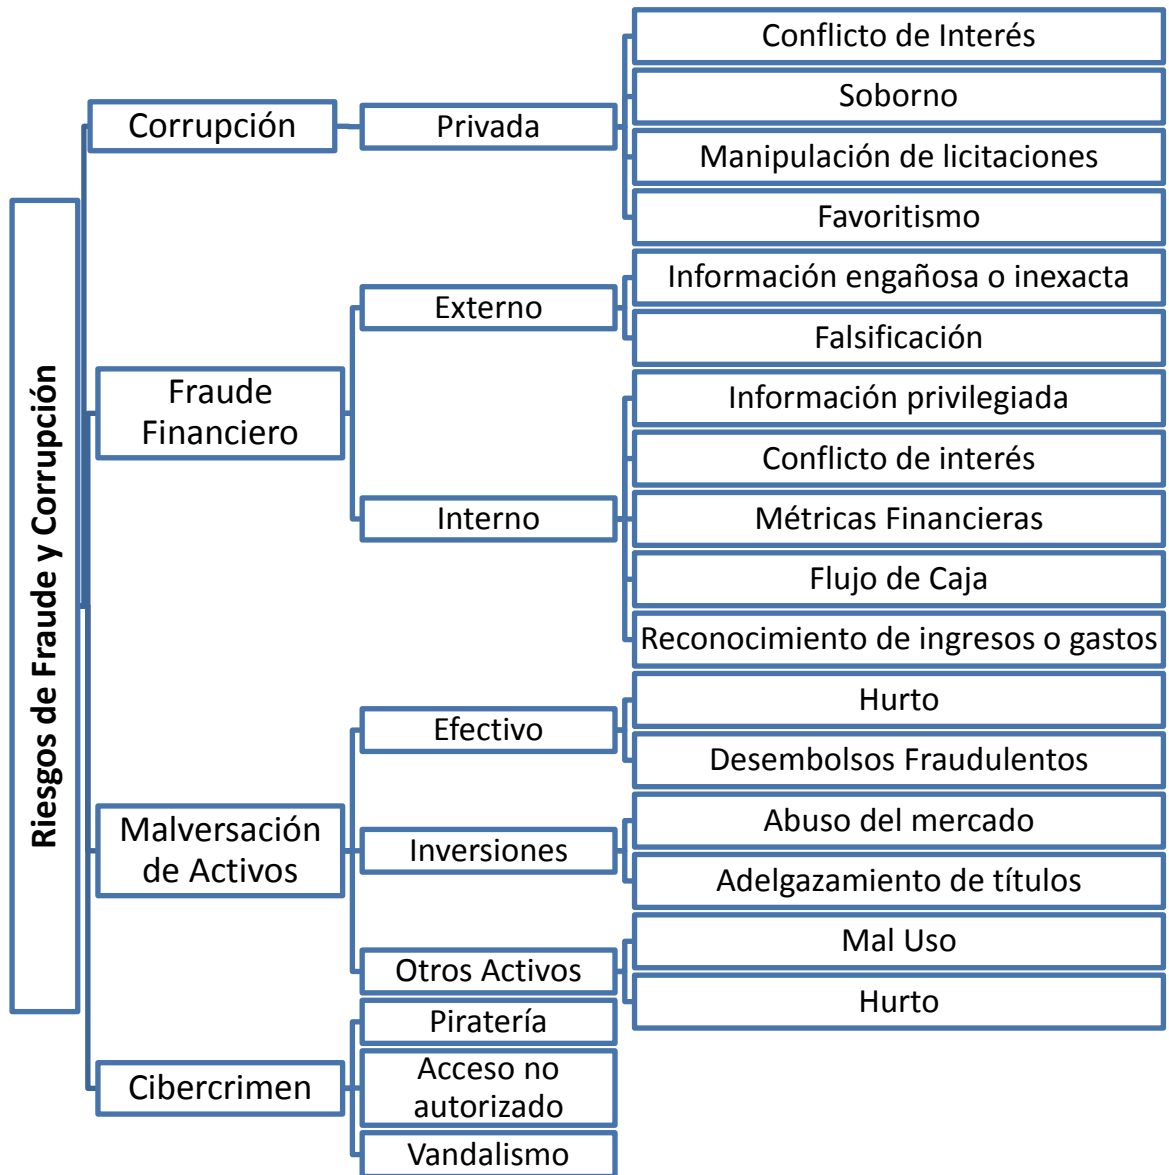 Riesgos de Fraude y Corrupción
Corrupción
Privada
Conflicto de Interés
Soborno
Manipulación de licitaciones
Favoritismo
Fraude
Financiero
Externo
Información engañosa o inexacta
Falsificación
Interno
Información privilegiada
Conflicto de interés
Métricas Financieras
Flujo de Caja
Reconocimiento de ingresos o gastos
Malversación
de Activos
Efectivo
Hurto
Desembolsos Fraudulentos
Inversiones
Abuso del mercado
Adelgazamiento de títulos
Otros Activos
Mal Uso
Hurto
Cibercrimen
Piratería
Acceso no
autorizado
Vandalismo